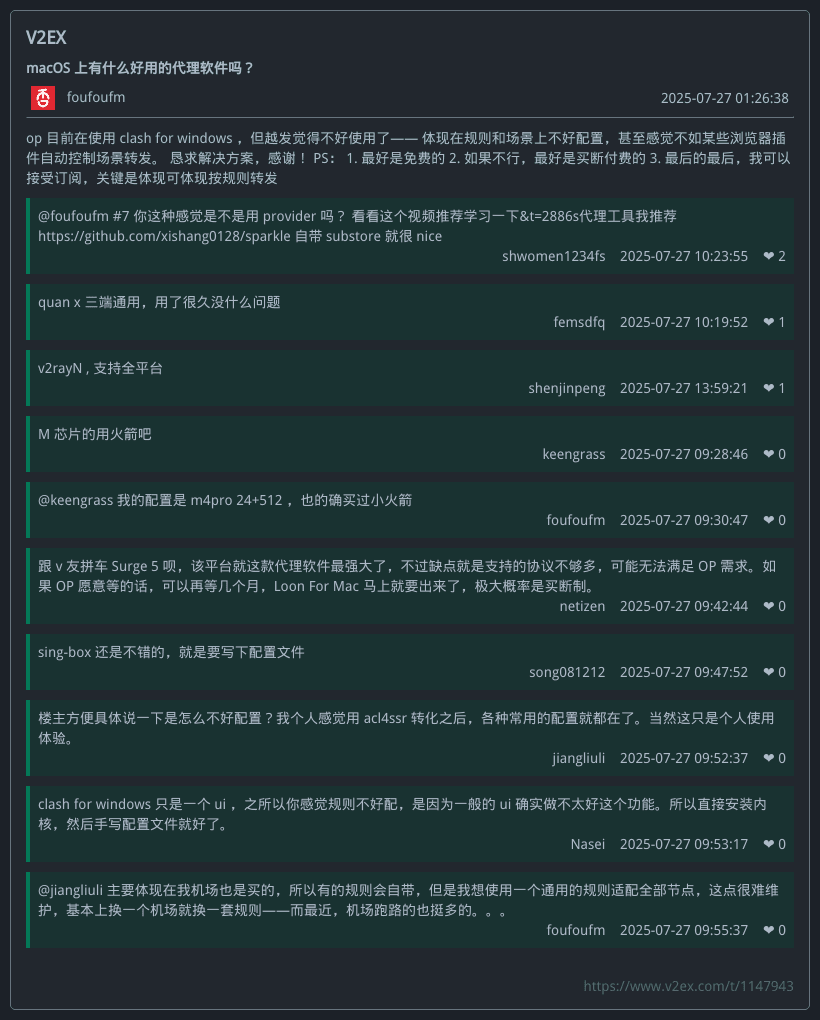 V2EX
macOS 上有什么好用的代理软件吗？
foufoufm 2025-07-27 01:26:38
op 目前在使用 clash for windows ，但越发觉得不好使用了—— 体现在规则和场景上不好配置，甚至感觉不如某些浏览器插
件自动控制场景转发。 恳求解决方案，感谢！ PS： 1. 最好是免费的 2. 如果不行，最好是买断付费的 3. 最后的最后，我可以
接受订阅，关键是体现可体现按规则转发
@foufoufm #7 你这种感觉是不是用 provider 吗？ 看看这个视频推荐学习一下&t=2886s代理工具我推荐
https://github.com/xishang0128/sparkle 自带 substore 就很 nice
shwomen1234fs 2025-07-27 10:23:55 ❤ 2
quan x 三端通用，用了很久没什么问题
femsdfq 2025-07-27 10:19:52 ❤ 1
v2rayN , 支持全平台
shenjinpeng 2025-07-27 13:59:21 ❤ 1
M 芯片的用火箭吧
keengrass 2025-07-27 09:28:46 ❤ 0
@keengrass 我的配置是 m4pro 24+512 ，也的确买过小火箭
foufoufm 2025-07-27 09:30:47 ❤ 0
跟 v 友拼车 Surge 5 呗，该平台就这款代理软件最强大了，不过缺点就是支持的协议不够多，可能无法满足 OP 需求。如
果 OP 愿意等的话，可以再等几个月，Loon For Mac 马上就要出来了，极大概率是买断制。
netizen 2025-07-27 09:42:44 ❤ 0
sing-box 还是不错的，就是要写下配置文件
song081212 2025-07-27 09:47:52 ❤ 0
楼主方便具体说一下是怎么不好配置？我个人感觉用 acl4ssr 转化之后，各种常用的配置就都在了。当然这只是个人使用
体验。
jiangliuli 2025-07-27 09:52:37 ❤ 0
clash for windows 只是一个 ui ，之所以你感觉规则不好配，是因为一般的 ui 确实做不太好这个功能。所以直接安装内
核，然后手写配置文件就好了。
Nasei 2025-07-27 09:53:17 ❤ 0
@jiangliuli 主要体现在我机场也是买的，所以有的规则会自带，但是我想使用一个通用的规则适配全部节点，这点很难维
护，基本上换一个机场就换一套规则——而最近，机场跑路的也挺多的。。。
foufoufm 2025-07-27 09:55:37 ❤ 0
https://www.v2ex.com/t/1147943